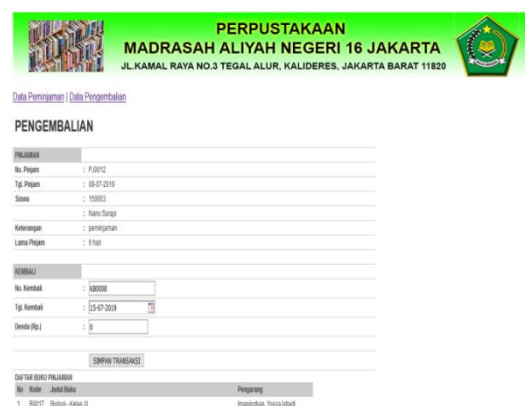 PERPUSTAKAAN
MADRASAH ALIYAH NEGERI 16 JAKARTA
JL.KAMAL RAYA NO.3 TEGAL ALUR, KALIDERES, JAKARTA BARAT 11820
Data Peminjaman | Data Pengembalian
PENGEMBALIAN
PINJAMAN
No. Pinjam : PJ0012
Tgl. Pinjam : 08-07-2019
Siswa : 150003
: Nano Surajo
Keterangan : peminjaman
Lama Pinjam : 6 hari
KEMBALI
No. Kembali : KB0008
Tgl. Kembali : 15-07-2019
Denda (Rp.) : 0
SIMPAN TRANSAKSI
DAFTAR BUKU PINJAMAN
No Kode Judul Buku Pengarang
1 B0017 Biologi - Kelas XI